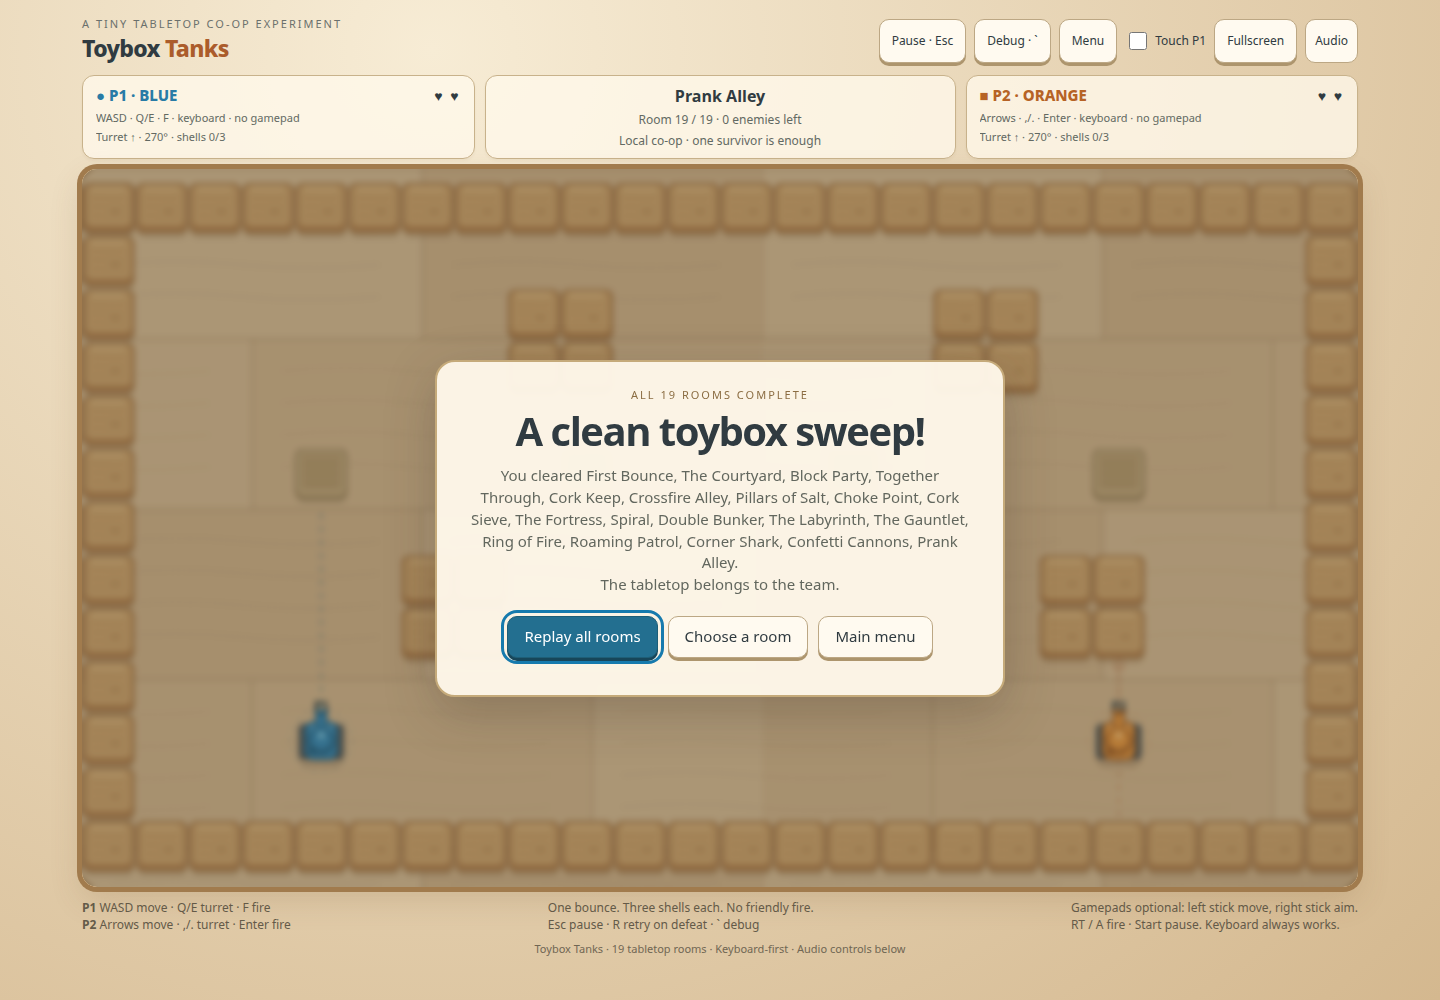 A TINY TABLETOP CO-OP EXPERIMENT
Toybox Tanks
Pause · Esc
Debug · `
Menu
Touch P1
Fullscreen
Audio
● P1 · BLUE ♥ ♥
WASD · Q/E · F · keyboard · no gamepad
Turret ↑ · 270° · shells 0/3
Prank Alley
Room 19 / 19 · 0 enemies left
Local co-op · one survivor is enough
■ P2 · ORANGE ♥ ♥
Arrows · ,/. · Enter · keyboard · no gamepad
Turret ↑ · 270° · shells 0/3
ALL 19 ROOMS COMPLETE
A clean toybox sweep!
You cleared First Bounce, The Courtyard, Block Party, Together
Through, Cork Keep, Crossfire Alley, Pillars of Salt, Choke Point, Cork
Sieve, The Fortress, Spiral, Double Bunker, The Labyrinth, The Gauntlet,
Ring of Fire, Roaming Patrol, Corner Shark, Confetti Cannons, Prank
Alley.
The tabletop belongs to the team.
Replay all rooms
Choose a room
Main menu
P1 WASD move · Q/E turret · F fire
P2 Arrows move · ,/. turret · Enter fire
One bounce. Three shells each. No friendly fire.
Esc pause · R retry on defeat · ` debug
Gamepads optional: left stick move, right stick aim.
RT / A fire · Start pause. Keyboard always works.
Toybox Tanks · 19 tabletop rooms · Keyboard-first · Audio controls below